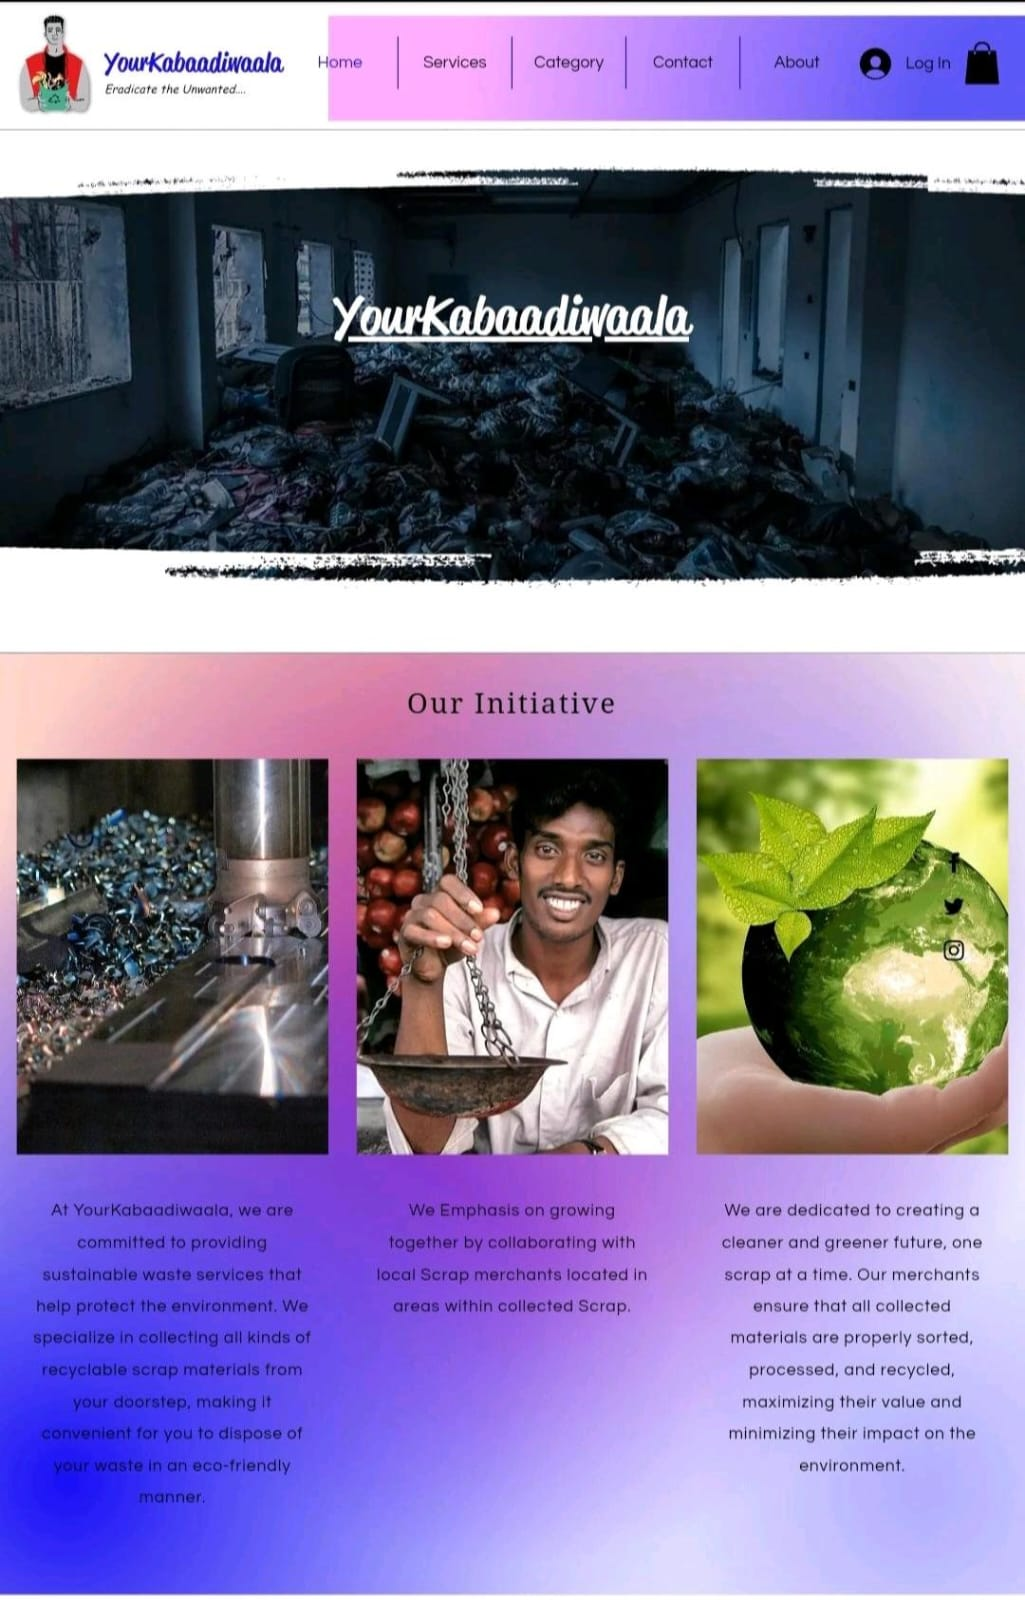 YourKabaadiwaala
Eradicate the Unwanted....
Home
Services
Category
Contact
About
Log In
YourKabaadiwaala
Our Initiative
At YourKabaadiwaala, we are
committed to providing
sustainable waste services that
help protect the environment. We
specialize in collecting all kinds of
recyclable scrap materials from
your doorstep, making it
convenient for you to dispose of
your waste in an eco-friendly
manner.
We Emphasis on growing
together by collaborating with
local Scrap merchants located in
areas within collected Scrap.
We are dedicated to creating a
cleaner and greener future, one
scrap at a time. Our merchants
ensure that all collected
materials are properly sorted,
processed, and recycled,
maximizing their value and
minimizing their impact on the
environment.